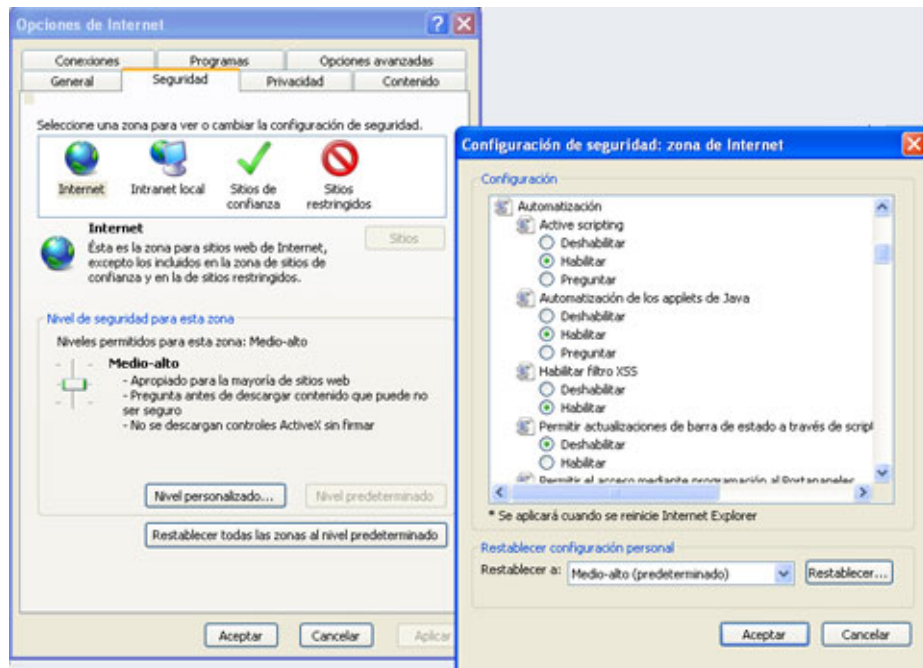 Opciones de Internet
Conexiones
Programas
Opciones avanzadas
General
Seguridad
Privacidad
Contenido
Seleccione una zona para ver o cambiar la configuración de seguridad.
Internet
Intranet local
Sitios de confianza
Sitios restringidos
Internet
Ésta es la zona para sitios web de Internet,
excepto los incluidos en la zona de sitios de
confianza y en la de sitios restringidos.
Sitios
Nivel de seguridad para esta zona
Niveles permitidos para esta zona: Medio-alto
Medio-alto
- Apropiado para la mayoría de sitios web
- Pregunta antes de descargar contenido que puede no
ser seguro
- No se descargan controles ActiveX sin firmar
Nivel personalizado...
Nivel predeterminado
Restablecer todas las zonas al nivel predeterminado
Aceptar
Cancelar
Aplicar
Configuración de seguridad: zona de Internet
Configuración
Automatización
Active scripting
Deshabilitar
Habilitar
Preguntar
Automatización de los applets de Java
Deshabilitar
Habilitar
Preguntar
Habilitar filtro XSS
Deshabilitar
Habilitar
Permitir actualizaciones de barra de estado a través de script
Deshabilitar
Habilitar
Permitir el acceso mediante programación al Portapapeles
* Se aplicará cuando se reinicie Internet Explorer
Restablecer configuración personal
Restablecer a:
Medio-alto (predeterminado)
Restablecer...
Aceptar
Cancelar